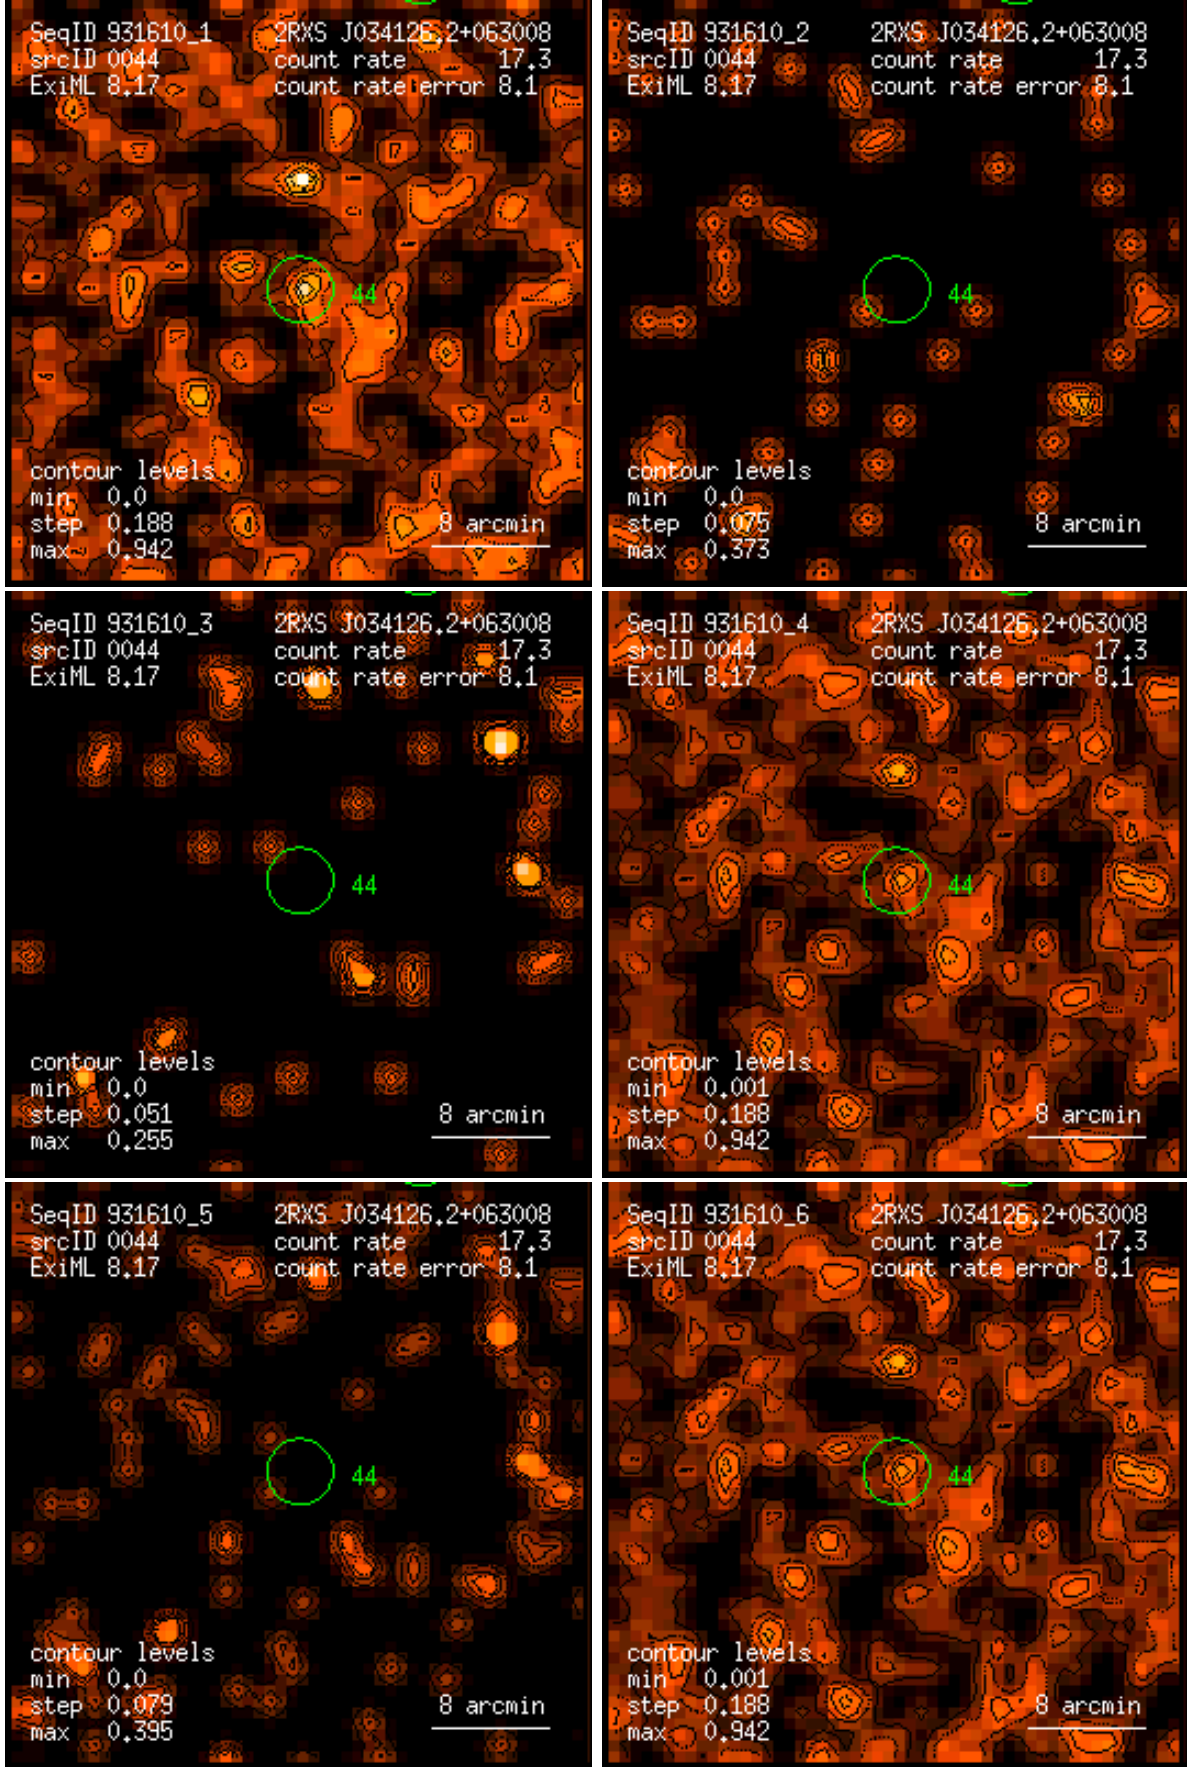 SeqID 931610_1 2RXS J034126.2+063008
srcID 0044 count rate 17.3
ExiML 8.17 count rate error 8.1
44
contour levels
min 0.0
step 0.188 8 arcmin
max 0.942
SeqID 931610_2 2RXS J034126.2+063008
srcID 0044 count rate 17.3
ExiML 8.17 count rate error 8.1
44
contour levels
min 0.0
step 0.075 8 arcmin
max 0.373
SeqID 931610_3 2RXS J034126.2+063008
srcID 0044 count rate 17.3
ExiML 8.17 count rate error 8.1
44
contour levels
min 0.0
step 0.051 8 arcmin
max 0.255
SeqID 931610_4 2RXS J034126.2+063008
srcID 0044 count rate 17.3
ExiML 8.17 count rate error 8.1
44
contour levels
min 0.001
step 0.188 8 arcmin
max 0.942
SeqID 931610_5 2RXS J034126.2+063008
srcID 0044 count rate 17.3
ExiML 8.17 count rate error 8.1
44
contour levels
min 0.0
step 0.079 8 arcmin
max 0.395
SeqID 931610_6 2RXS J034126.2+063008
srcID 0044 count rate 17.3
ExiML 8.17 count rate error 8.1
44
contour levels
min 0.001
step 0.188 8 arcmin
max 0.942